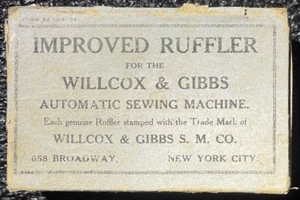 IMPROVED RUFFLER
FOR THE
WILLCOX & GIBBS
AUTOMATIC SEWING MACHINE.
Each genuine Ruffler stamped with the Trade Mark of
WILLCOX & GIBBS S. M. CO.
658 BROADWAY, NEW YORK CITY.